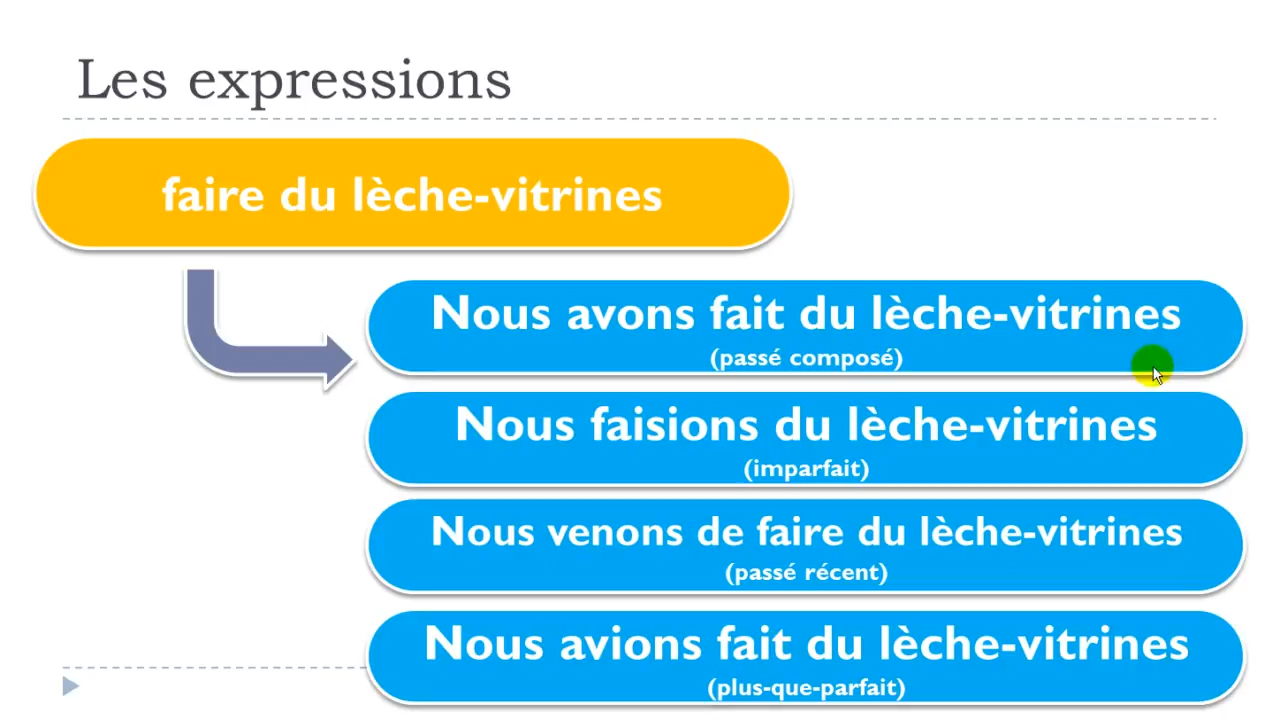 Les expressions
faire du lèche-vitrines
Nous avons fait du lèche-vitrines
(passé composé)
Nous faisions du lèche-vitrines
(imparfait)
Nous venons de faire du lèche-vitrines
(passé récent)
Nous avions fait du lèche-vitrines
(plus-que-parfait)